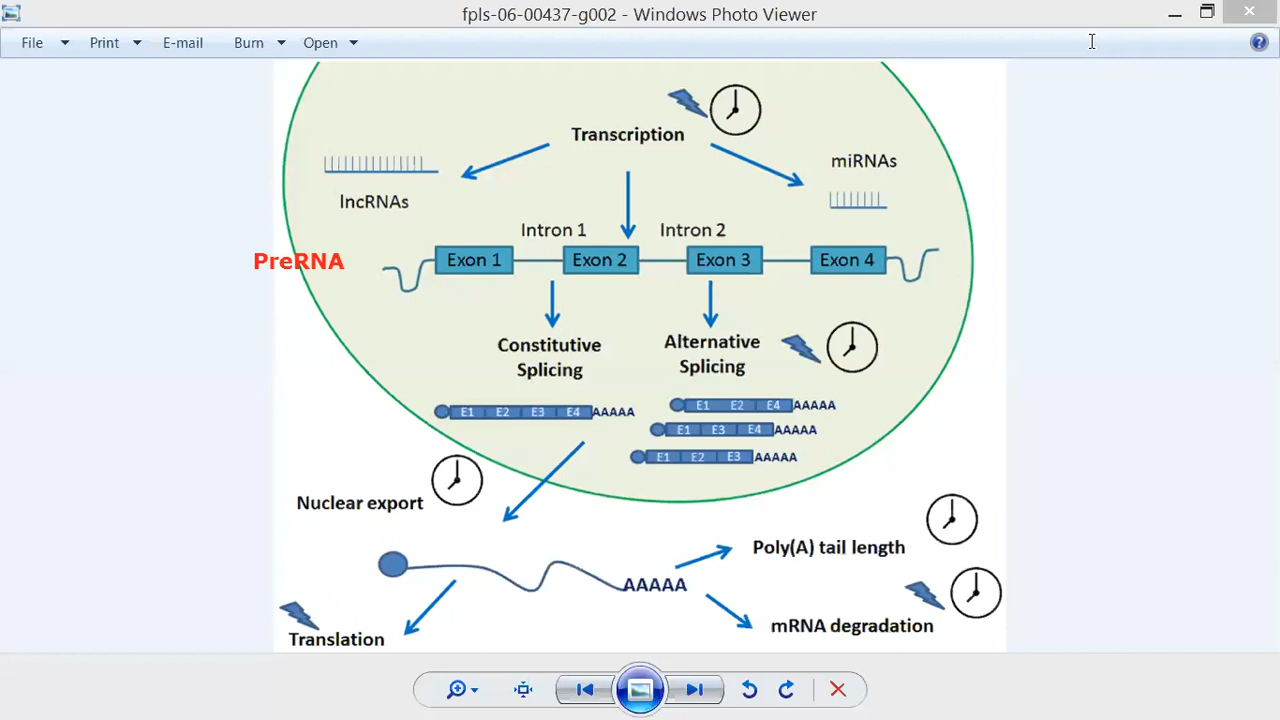 fpls-06-00437-g002 - Windows Photo Viewer
File Print E-mail Burn Open
Transcription
miRNAs
lncRNAs
Intron 1 Intron 2
PreRNA
Exon 1 Exon 2 Exon 3 Exon 4
Constitutive
Splicing
Alternative
Splicing
E1 E2 E3 E4 AAAAA
E1 E2 E4 AAAAA
E1 E3 E4 AAAAA
E1 E2 E3 AAAAA
Nuclear export
Poly(A) tail length
AAAAA
mRNA degradation
Translation